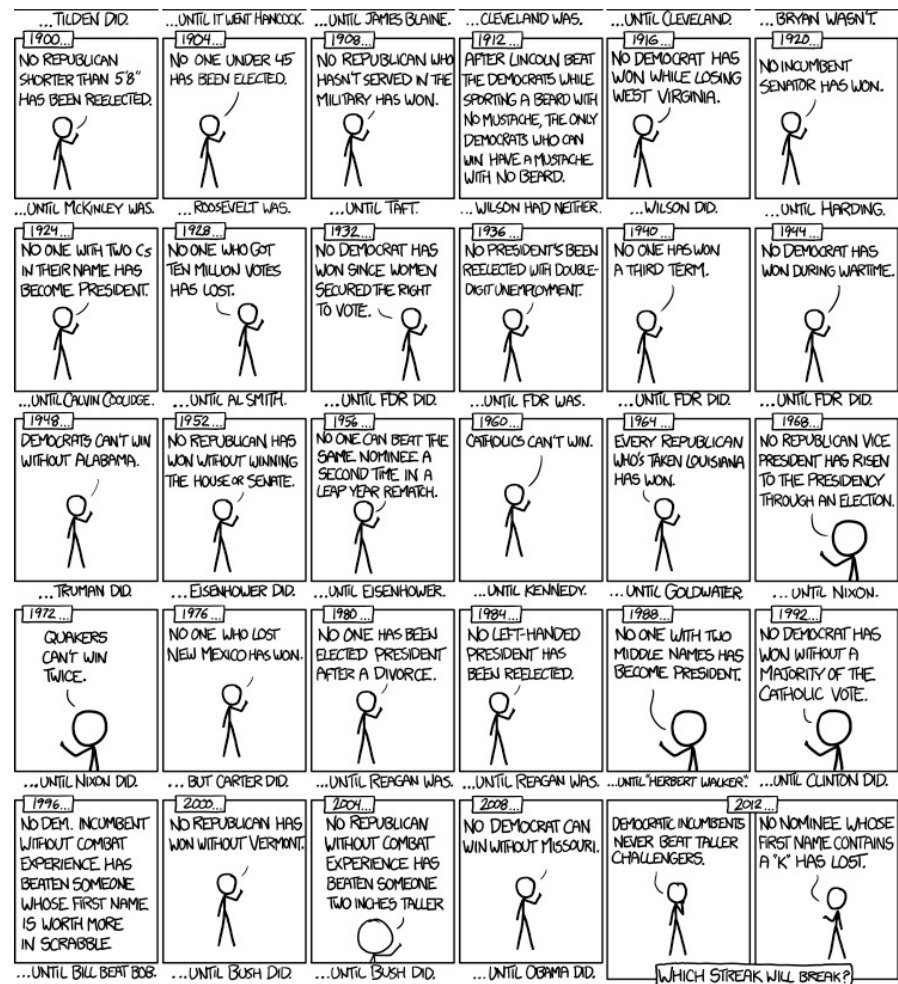 ...TILDEN DID.
...UNTIL IT WENT HANCOCK.
...UNTIL JAMES BLAINE.
...CLEVELAND WAS.
...UNTIL CLEVELAND.
...BRYAN WASN'T.
1900...
NO REPUBLICAN
SHORTER THAN 5'8"
HAS BEEN REELECTED.
...UNTIL MCKINLEY WAS.
1904...
NO ONE UNDER 45
HAS BEEN ELECTED.
...ROOSEVELT WAS.
1908...
NO REPUBLICAN WHO
HASN'T SERVED IN THE
MILITARY HAS WON.
...UNTIL TAFT.
1912...
AFTER LINCOLN BEAT
THE DEMOCRATS WHILE
SPORTING A BEARD WITH
NO MUSTACHE, THE ONLY
DEMOCRATS WHO CAN
WIN HAVE A MUSTACHE
WITH NO BEARD.
...WILSON HAD NEITHER.
1916...
NO DEMOCRAT HAS
WON WHILE LOSING
WEST VIRGINIA.
...WILSON DID.
1920...
NO INCUMBENT
SENATOR HAS WON.
...UNTIL HARDING.
1924...
NO ONE WITH TWO Cs
IN THEIR NAME HAS
BECOME PRESIDENT.
...UNTIL CALVIN COOLIDGE.
1928...
NO ONE WHO GOT
TEN MILLION VOTES
HAS LOST.
...UNTIL AL SMITH.
1932...
NO DEMOCRAT HAS
WON SINCE WOMEN
SECURED THE RIGHT
TO VOTE.
...UNTIL FDR DID.
1936...
NO PRESIDENT'S BEEN
REELECTED WITH DOUBLE-
DIGIT UNEMPLOYMENT.
...UNTIL FDR WAS.
1940...
NO ONE HAS WON
A THIRD TERM.
...UNTIL FDR DID.
1944...
NO DEMOCRAT HAS
WON DURING WARTIME.
...UNTIL FDR DID.
1948...
DEMOCRATS CAN'T WIN
WITHOUT ALABAMA.
...TRUMAN DID.
1952...
NO REPUBLICAN HAS
WON WITHOUT WINNING
THE HOUSE OR SENATE.
...EISENHOWER DID.
1956...
NO ONE CAN BEAT THE
SAME NOMINEE A
SECOND TIME IN A
LEAP YEAR REMATCH.
...UNTIL EISENHOWER.
1960...
CATHOLICS CAN'T WIN.
...UNTIL KENNEDY.
1964...
EVERY REPUBLICAN
WHO'S TAKEN LOUISIANA
HAS WON.
...UNTIL GOLDWATER.
1968...
NO REPUBLICAN VICE
PRESIDENT HAS RISEN
TO THE PRESIDENCY
THROUGH AN ELECTION.
...UNTIL NIXON.
1972...
QUAKERS
CAN'T WIN
TWICE.
...UNTIL NIXON DID.
1976...
NO ONE WHO LOST
NEW MEXICO HAS WON.
...BUT CARTER DID.
1980...
NO ONE HAS BEEN
ELECTED PRESIDENT
AFTER A DIVORCE.
...UNTIL REAGAN WAS.
1984...
NO LEFT-HANDED
PRESIDENT HAS
BEEN REELECTED.
...UNTIL REAGAN WAS.
1988...
NO ONE WITH TWO
MIDDLE NAMES HAS
BECOME PRESIDENT.
...UNTIL "HERBERT WALKER".
1992...
NO DEMOCRAT HAS
WON WITHOUT A
MAJORITY OF THE
CATHOLIC VOTE.
...UNTIL CLINTON DID.
1996...
NO DEM. INCUMBENT
WITHOUT COMBAT
EXPERIENCE HAS
BEATEN SOMEONE
WHOSE FIRST NAME
IS WORTH MORE
IN SCRABBLE
...UNTIL BILL BEAT BOB.
2000...
NO REPUBLICAN HAS
WON WITHOUT VERMONT.
...UNTIL BUSH DID.
2004...
NO REPUBLICAN
WITHOUT COMBAT
EXPERIENCE HAS
BEATEN SOMEONE
TWO INCHES TALLER
...UNTIL BUSH DID.
2008...
NO DEMOCRAT CAN
WIN WITHOUT MISSOURI.
...UNTIL OBAMA DID.
2012...
DEMOCRATIC INCUMBENTS
NEVER BEAT TALLER
CHALLENGERS.
NO NOMINEE WHOSE
FIRST NAME CONTAINS
A "K" HAS LOST.
WHICH STREAK WILL BREAK?